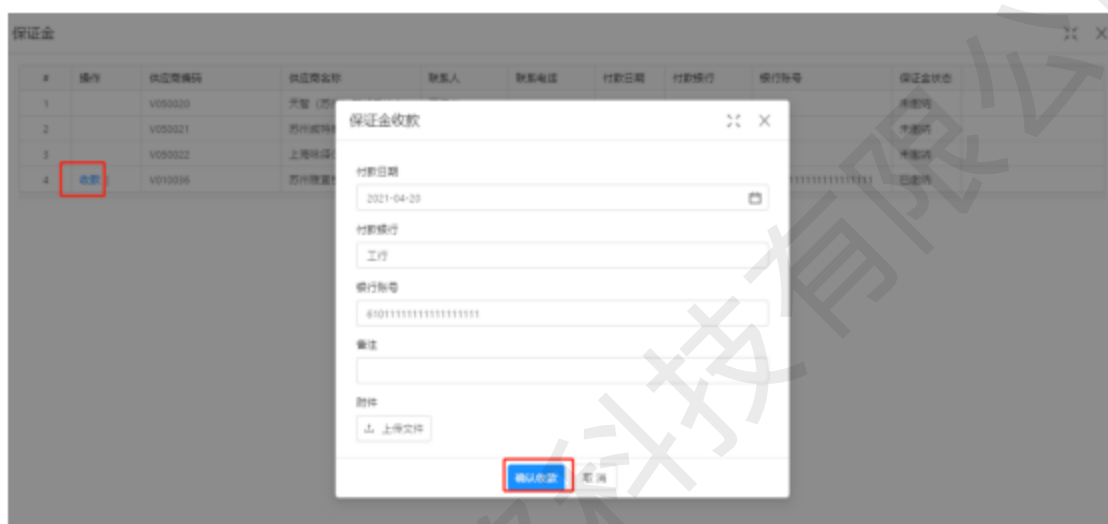 保证金
# 操作 供应商编码 供应商名称 联系人 联系电话 付款日期 付款银行 银行账号 保证金状态
1 V050020 未缴纳
2 V050021 未缴纳
3 V050022 未缴纳
4 收款 V010036 已缴纳
保证金收款
付款日期
2021-04-20
付款银行
工行
银行账号
备注
附件
上传文件
确认收款 取消
科技有限公